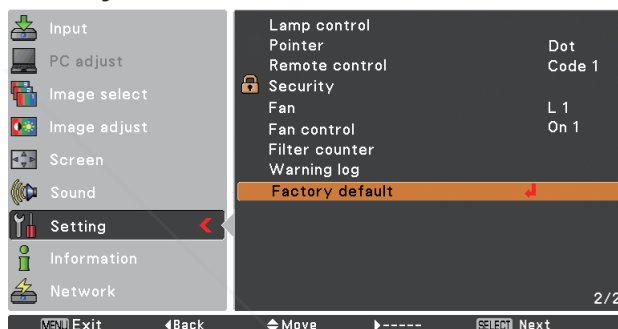 Input
PC adjust
Image select
Image adjust
Screen
Sound
Setting
Information
Network
Lamp control
Pointer Dot
Remote control Code 1
Security
Fan L 1
Fan control On 1
Filter counter
Warning log
Factory default
2/2
MENU Exit ◀Back Move ▶----- SELECT Next